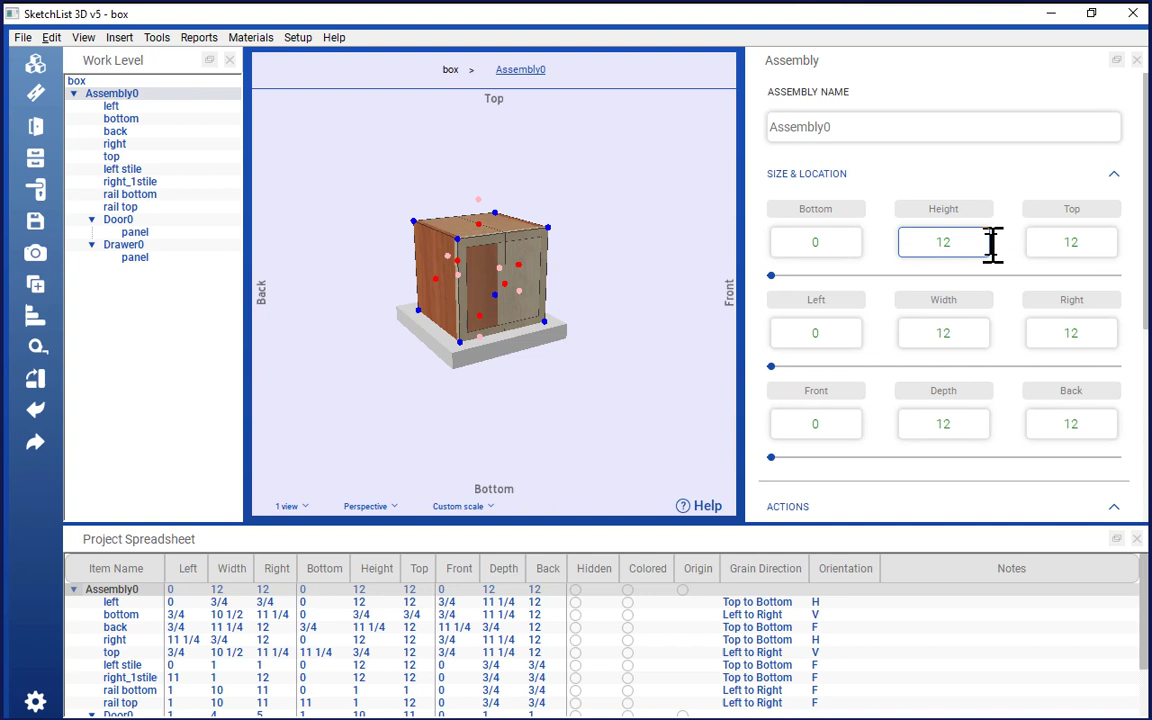 SketchList 3D v5 - box
File Edit View Insert Tools Reports Materials Setup Help
Work Level
box
Assembly0
left
bottom
back
right
top
left stile
right_1stile
rail bottom
rail top
Door0
panel
Drawer0
panel
box > Assembly0
Top
Back
Front
Bottom
1 view Perspective Custom scale ? Help
Assembly
ASSEMBLY NAME
Assembly0
SIZE & LOCATION
Bottom Height Top
0 12 12
Left Width Right
0 12 12
Front Depth Back
0 12 12
ACTIONS
Project Spreadsheet
Item Name Left Width Right Bottom Height Top Front Depth Back Hidden Colored Origin Grain Direction Orientation Notes
Assembly0 0 12 12 0 12 12 0 12 12
left 0 3/4 3/4 0 12 12 3/4 11 1/4 12 Top to Bottom H
bottom 3/4 10 1/2 11 1/4 0 3/4 3/4 3/4 11 1/4 12 Left to Right V
back 3/4 11 1/4 12 3/4 11 1/4 12 11 1/4 3/4 12 Top to Bottom F
right 11 1/4 3/4 12 0 12 12 3/4 11 1/4 12 Top to Bottom H
top 3/4 10 1/2 11 1/4 11 1/4 3/4 12 3/4 11 1/4 12 Left to Right V
left stile 0 1 1 0 12 12 0 3/4 3/4 Top to Bottom F
right_1stile 11 1 12 0 12 12 0 3/4 3/4 Top to Bottom F
rail bottom 1 10 11 0 1 1 0 3/4 3/4 Left to Right F
rail top 1 10 11 11 1 12 0 3/4 3/4 Left to Right F
Door0 1 4 5 1 10 11 0 1 1